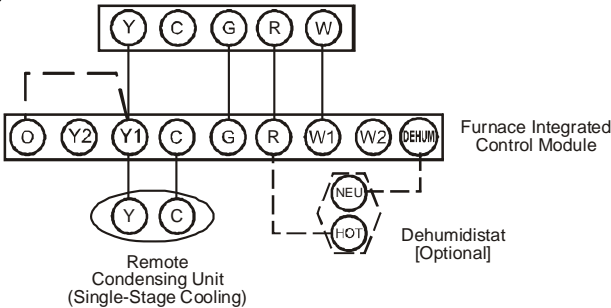 Y C G R W
O Y2 Y1 C G R W1 W2 DEHUM
Furnace Integrated
Control Module
NEU
Y C
HOT
Dehumidistat
[Optional]
Remote
Condensing Unit
(Single-Stage Cooling)